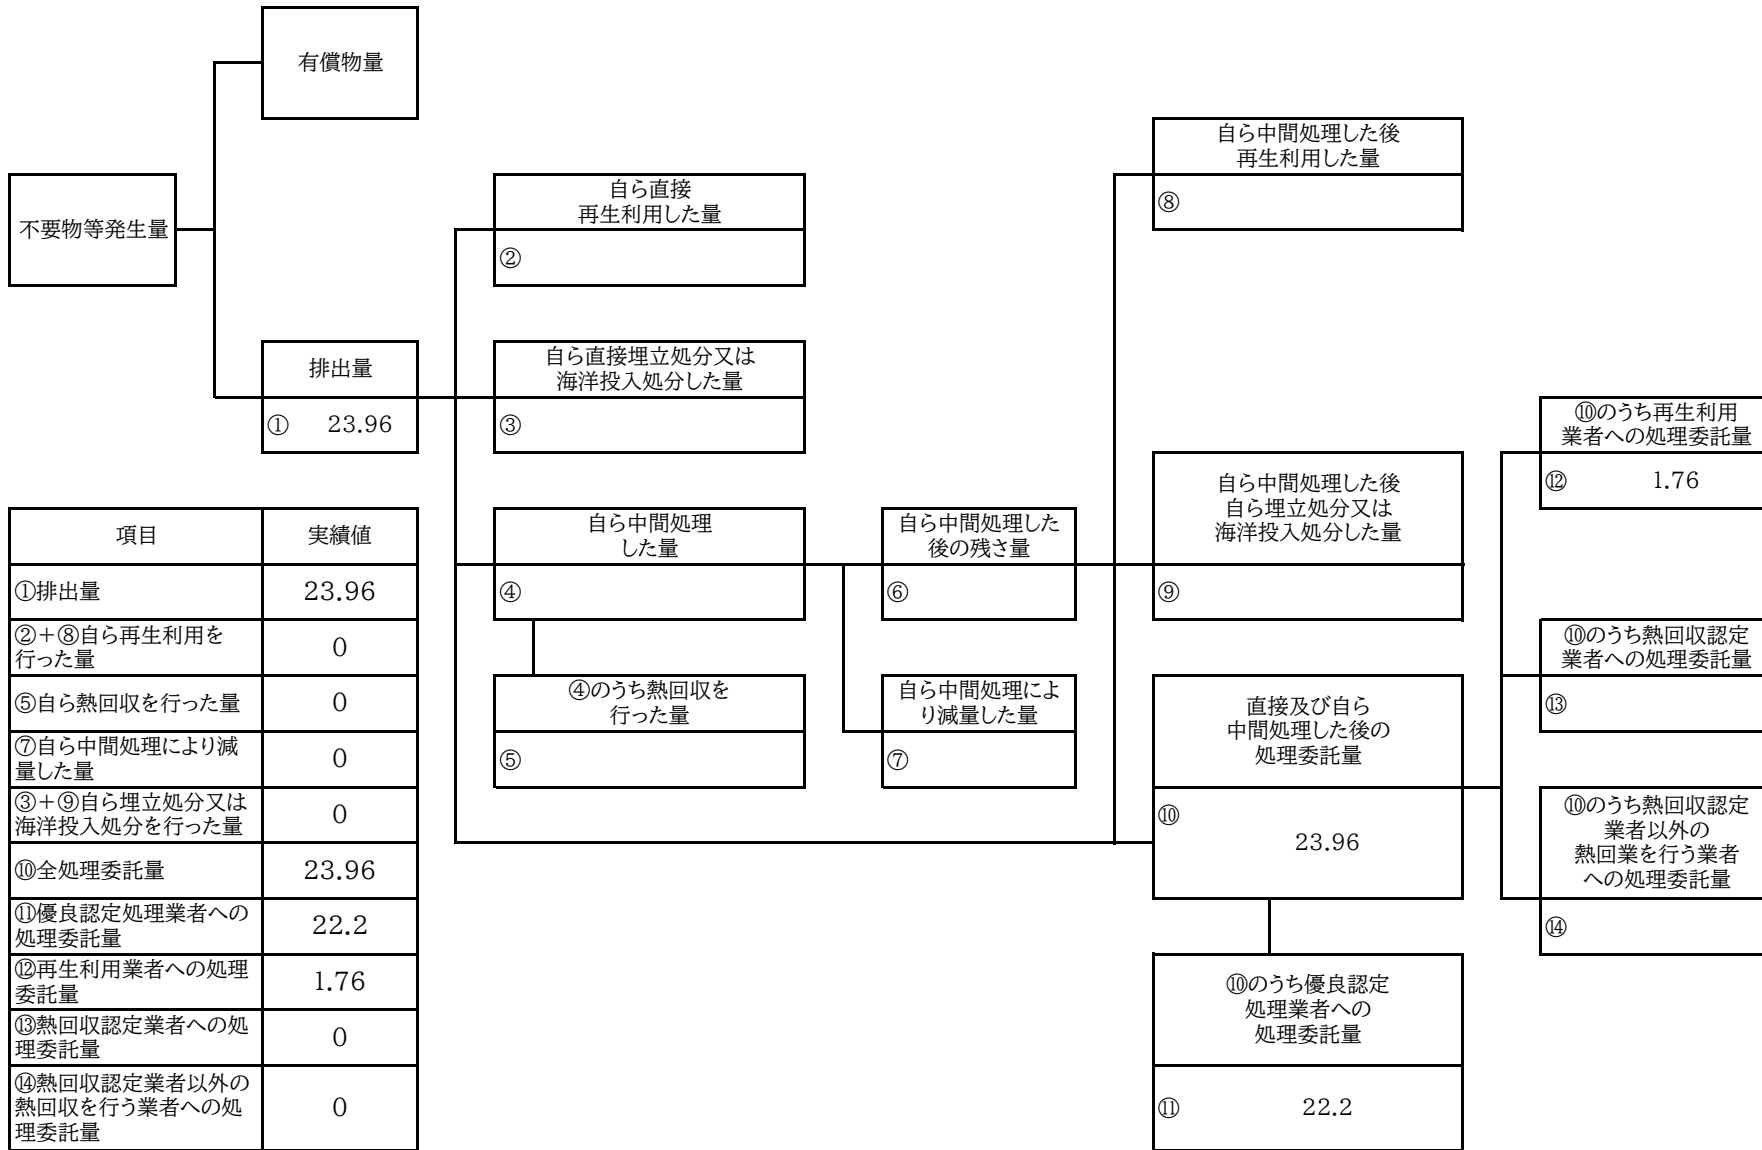 有償物量
不要物等発生量
排出量
① 23.96
自ら直接
再生利用した量
②
自ら直接埋立処分又は
海洋投入処分した量
③
自ら中間処理
した量
④
④のうち熱回収を
行った量
⑤
自ら中間処理した
後の残さ量
⑥
自ら中間処理によ
り減量した量
⑦
自ら中間処理した後
再生利用した量
⑧
自ら中間処理した後
自ら埋立処分又は
海洋投入処分した量
⑨
直接及び自ら
中間処理した後の
処理委託量
⑩
23.96
⑩のうち優良認定
処理業者への
処理委託量
⑪ 22.2
⑩のうち再生利用
業者への処理委託量
⑫ 1.76
⑩のうち熱回収認定
業者への処理委託量
⑬
⑩のうち熱回収認定
業者以外の
熱回業を行う業者
への処理委託量
⑭
項目 実績値
①排出量 23.96
②+⑧自ら再生利用を
行った量 0
⑤自ら熱回収を行った量 0
⑦自ら中間処理により減
量した量 0
③+⑨自ら埋立処分又は
海洋投入処分を行った量 0
⑩全処理委託量 23.96
⑪優良認定処理業者への
処理委託量 22.2
⑫再生利用業者への処理
委託量 1.76
⑬熱回収認定業者への処
理委託量 0
⑭熱回収認定業者以外の
熱回収を行う業者への処
理委託量 0